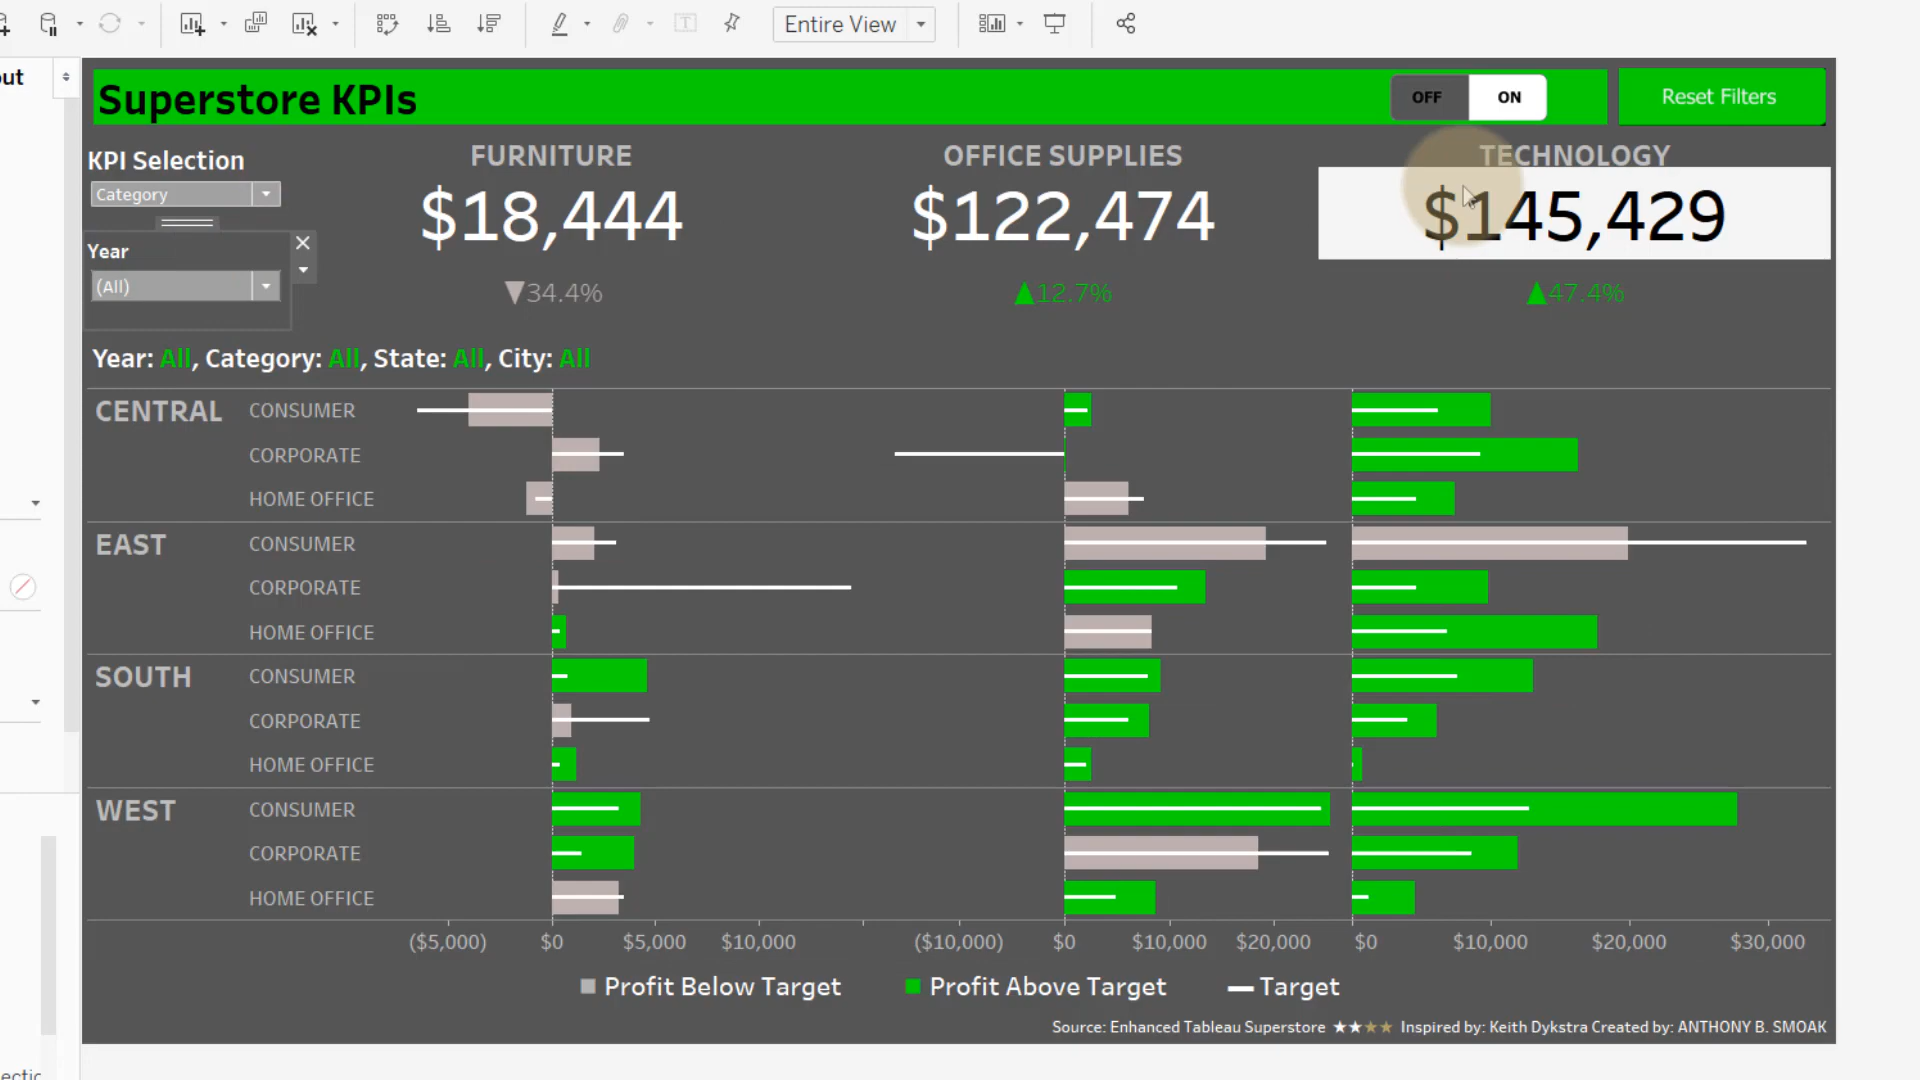 Entire View
out
Superstore KPIs
OFF
ON
Reset Filters
KPI Selection
Category
Year
(All)
FURNITURE
$18,444
▼34.4%
OFFICE SUPPLIES
$122,474
▲12.7%
TECHNOLOGY
$145,429
▲47.4%
Year: All, Category: All, State: All, City: All
CENTRAL
CONSUMER
CORPORATE
HOME OFFICE
EAST
CONSUMER
CORPORATE
HOME OFFICE
SOUTH
CONSUMER
CORPORATE
HOME OFFICE
WEST
CONSUMER
CORPORATE
HOME OFFICE
($5,000) $0 $5,000 $10,000
($10,000) $0 $10,000 $20,000
$0 $10,000 $20,000 $30,000
Profit Below Target
Profit Above Target
Target
Source: Enhanced Tableau Superstore ★★★★ Inspired by: Keith Dykstra Created by: ANTHONY B. SMOAK